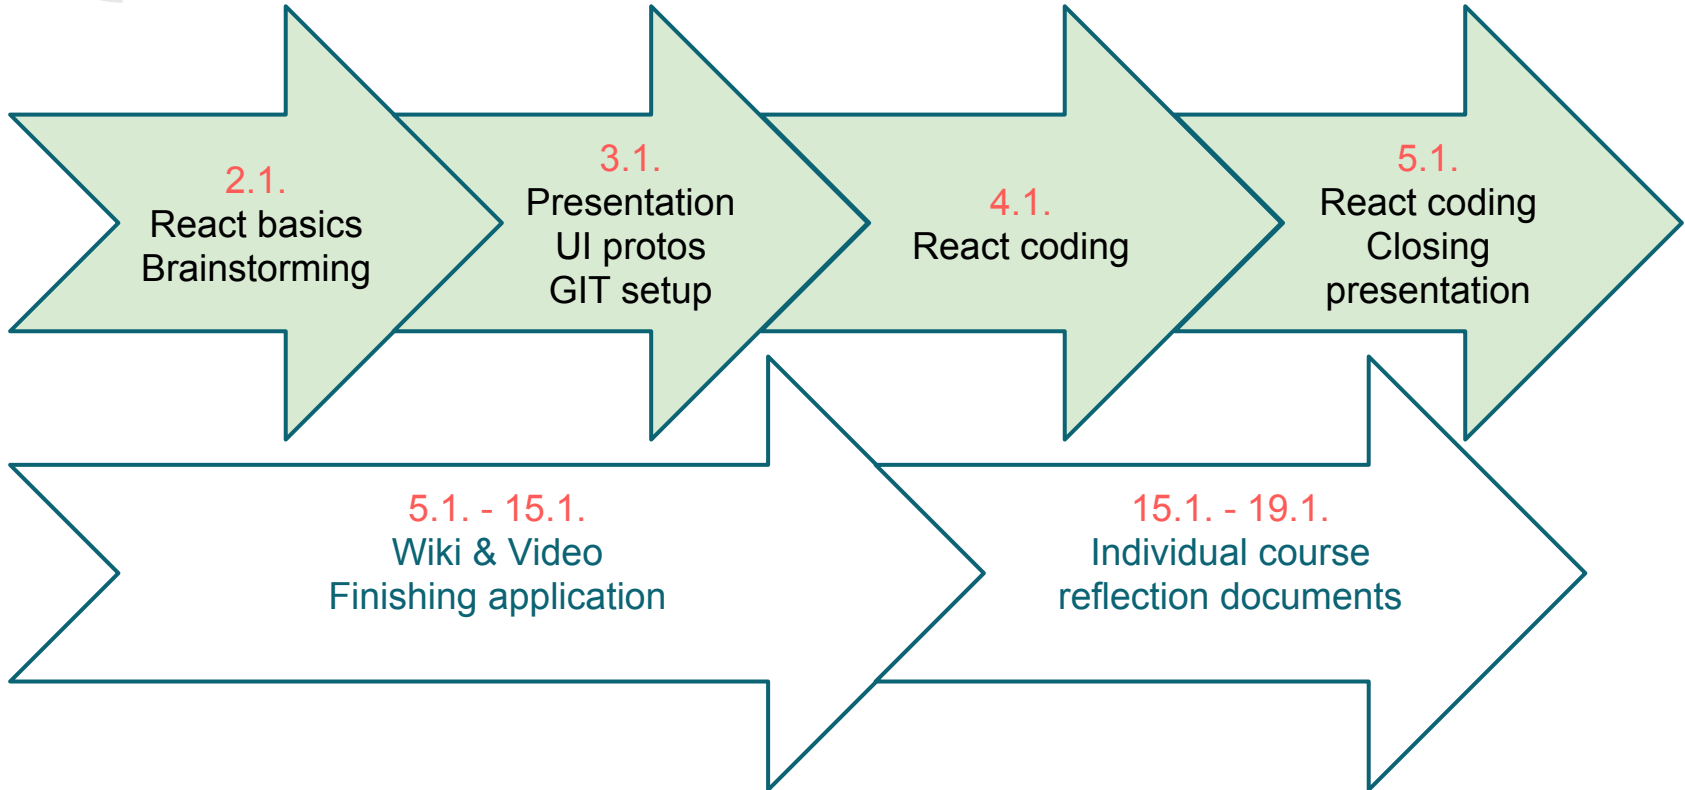 2.1.
React basics
Brainstorming
3.1.
Presentation
UI protos
GIT setup
4.1.
React coding
5.1.
React coding
Closing
presentation
5.1. - 15.1.
Wiki & Video
Finishing application
15.1. - 19.1.
Individual course
reflection documents